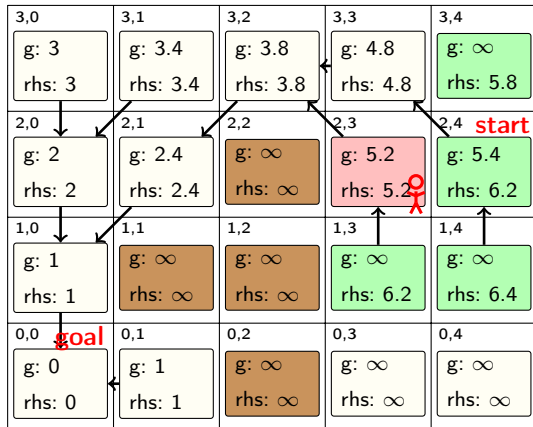 3,0 3,1 3,2 3,3 3,4
g: 3 g: 3.4 g: 3.8 g: 4.8 g: ∞
rhs: 3 rhs: 3.4 rhs: 3.8 rhs: 4.8 rhs: 5.8
2,0 2,1 2,2 2,3 2,4 start
g: 2 g: 2.4 g: ∞ g: 5.2 g: 5.4
rhs: 2 rhs: 2.4 rhs: ∞ rhs: 5.2 rhs: 6.2
1,0 1,1 1,2 1,3 1,4
g: 1 g: ∞ g: ∞ g: ∞ g: ∞
rhs: 1 rhs: ∞ rhs: ∞ rhs: 6.2 rhs: 6.4
0,0 goal 0,1 0,2 0,3 0,4
g: 0 g: 1 g: ∞ g: ∞ g: ∞
rhs: 0 rhs: 1 rhs: ∞ rhs: ∞ rhs: ∞